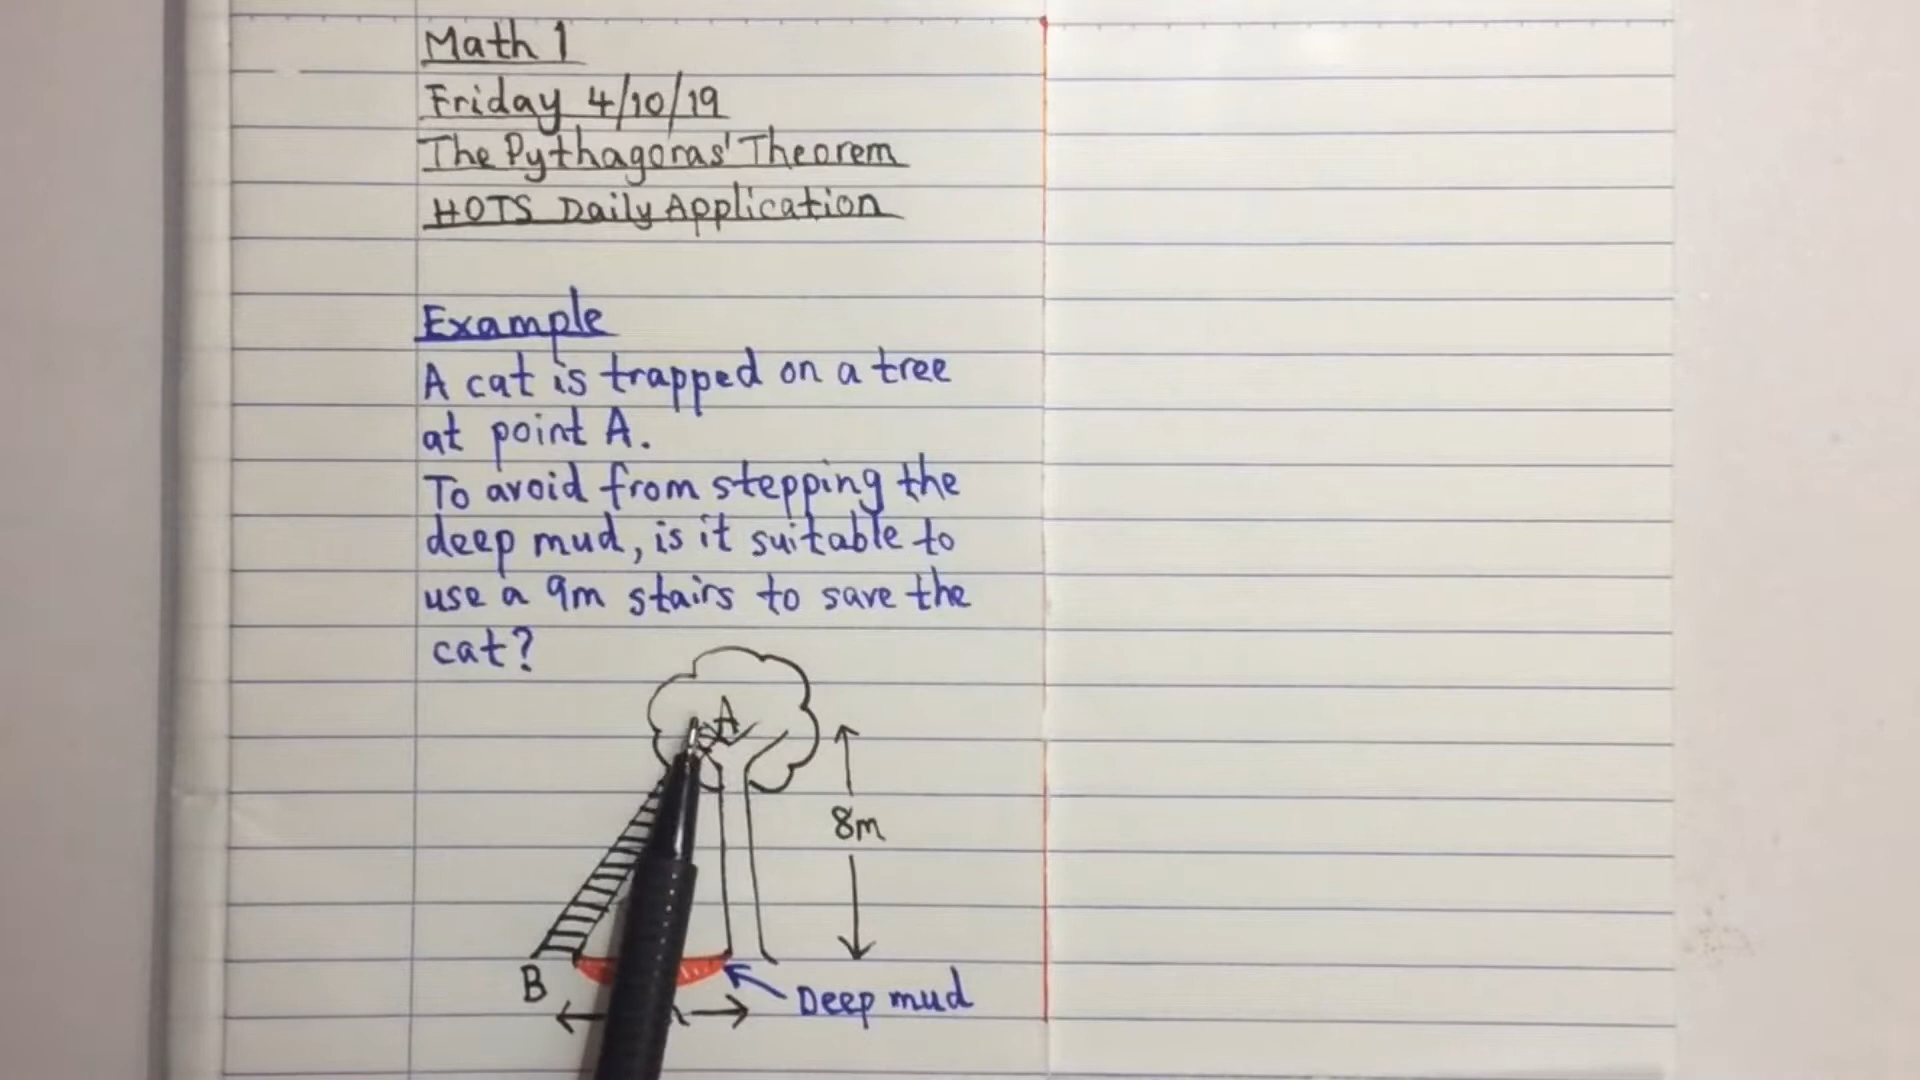 Math 1
Friday 4/10/19
The Pythagoras' Theorem
HOTS Daily Application
Example
A cat is trapped on a tree
at point A.
To avoid from stepping the
deep mud, is it suitable to
use a 9m stairs to save the
cat?
A
8m
B
Deep mud